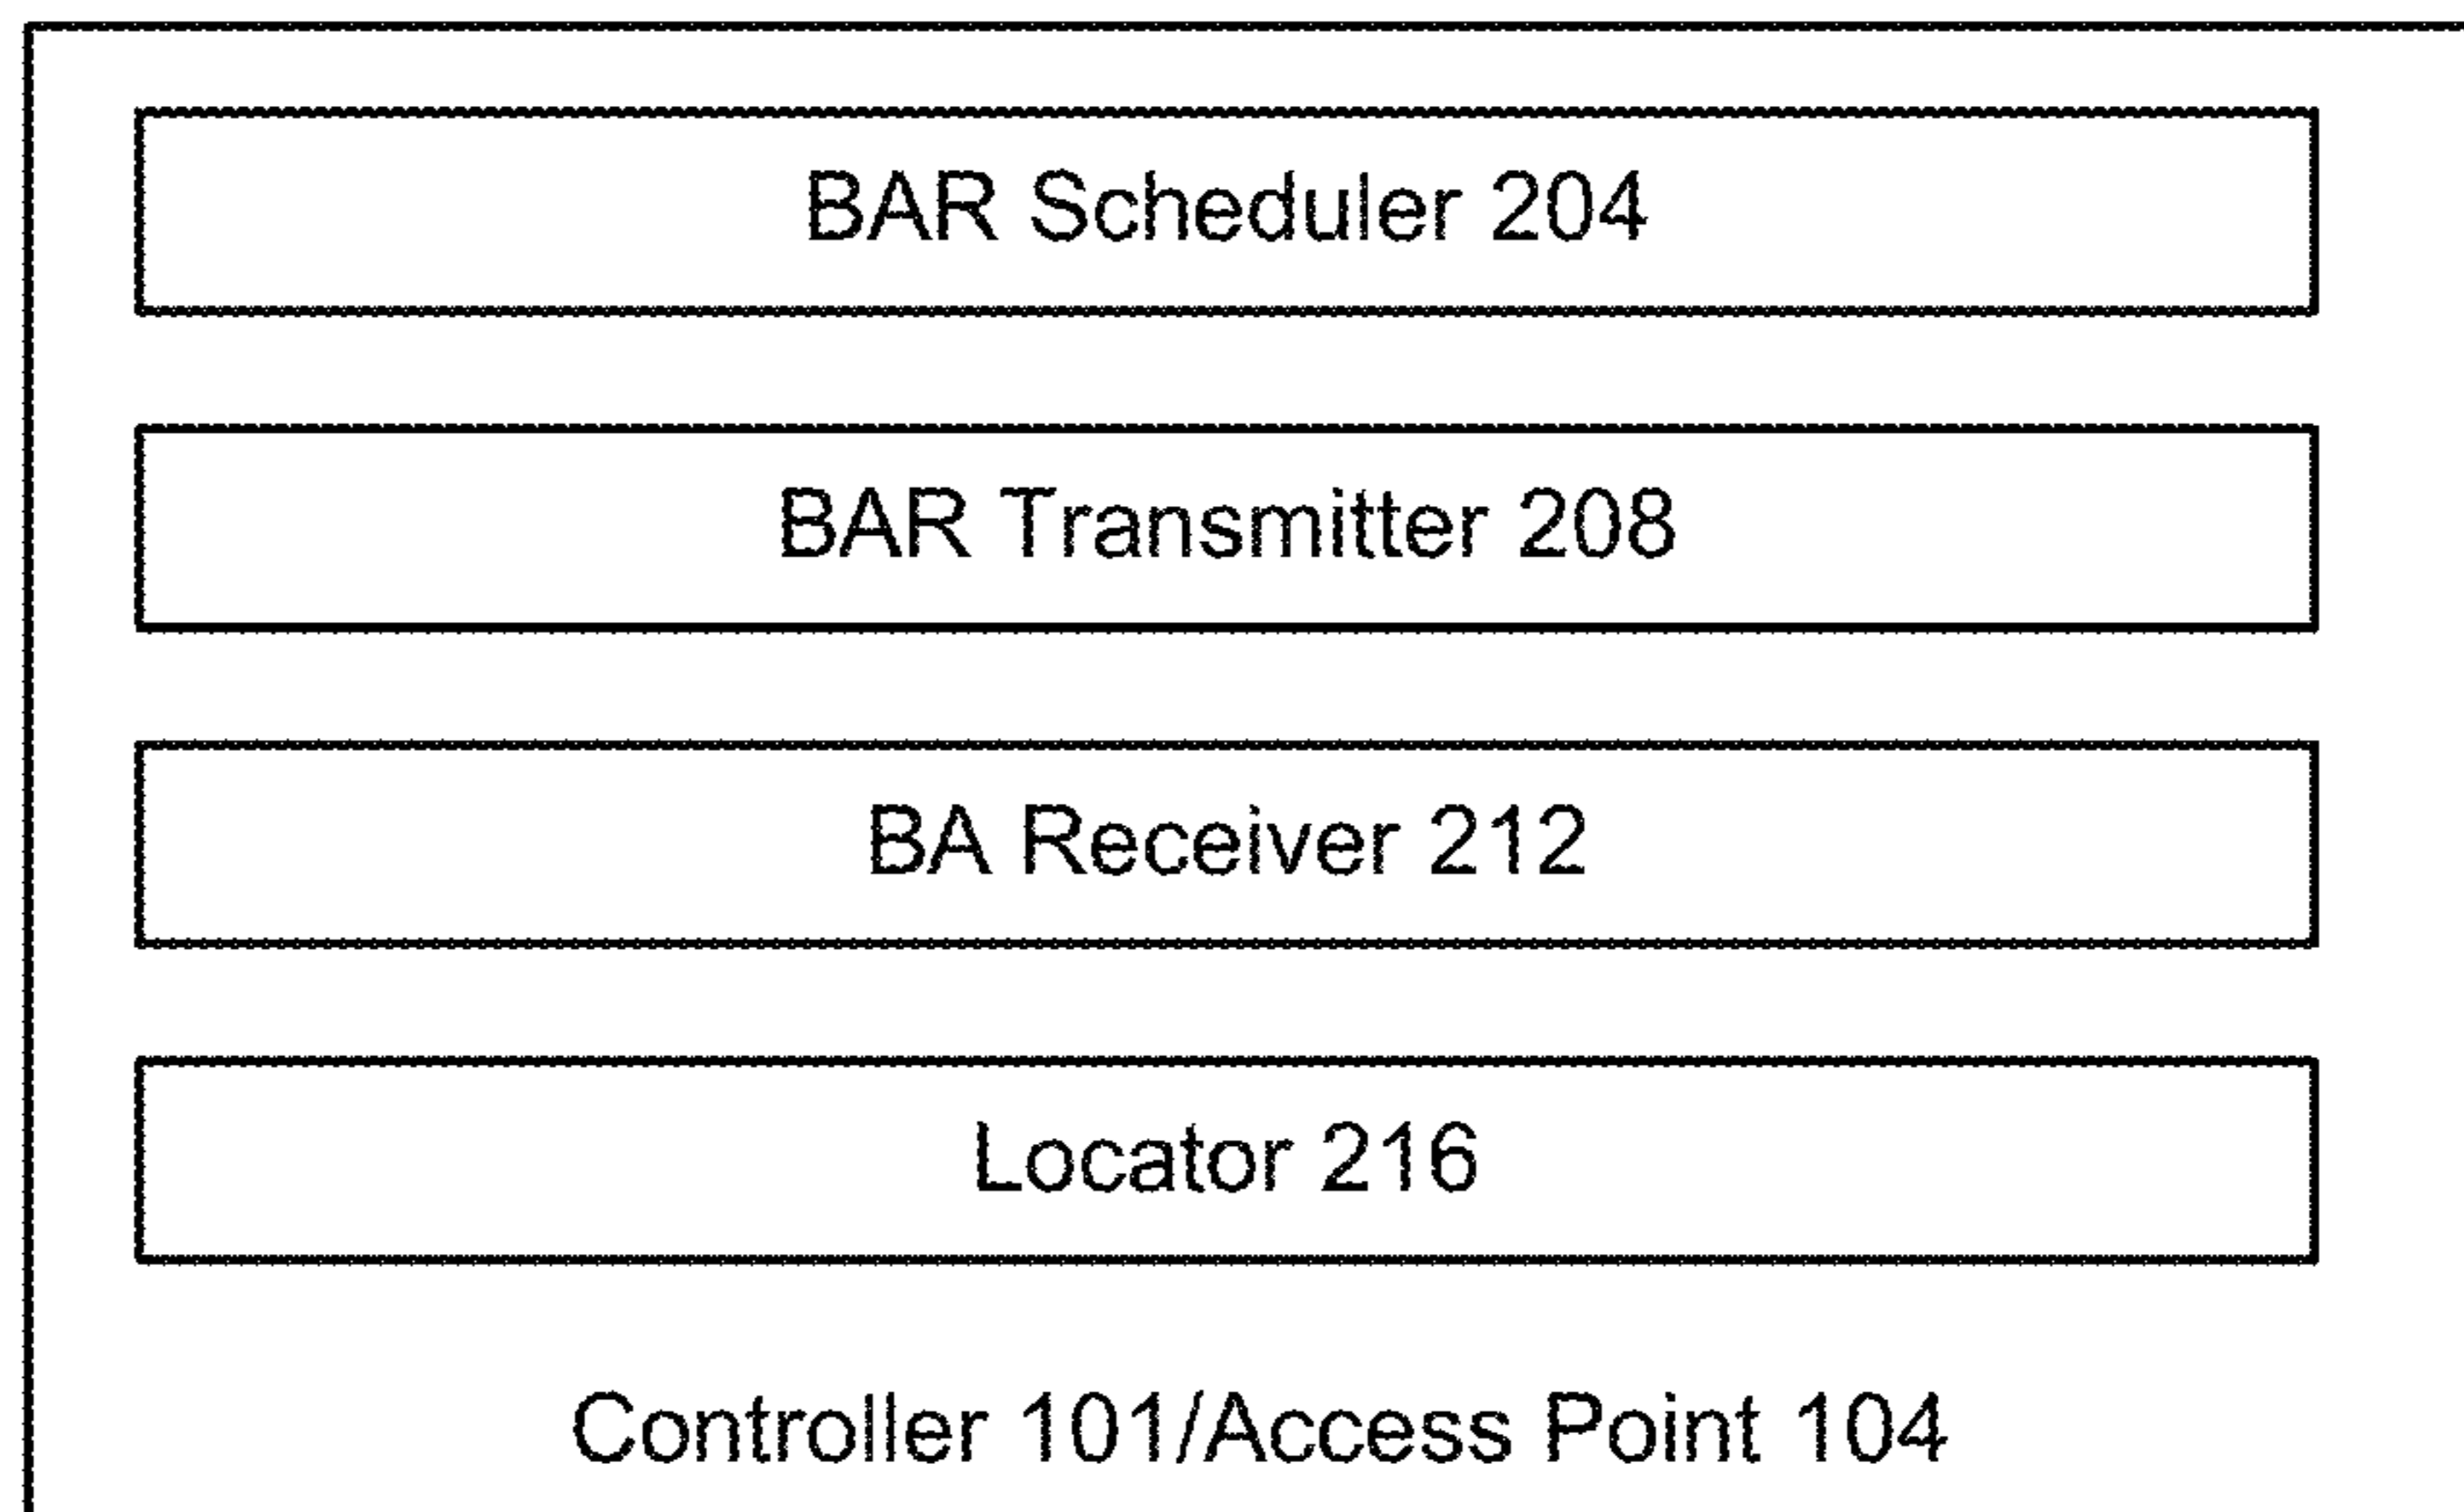 BAR Scheduler 204
BAR Transmitter 208
BA Receiver 212
Locator 216
Controller 101/Access Point 104